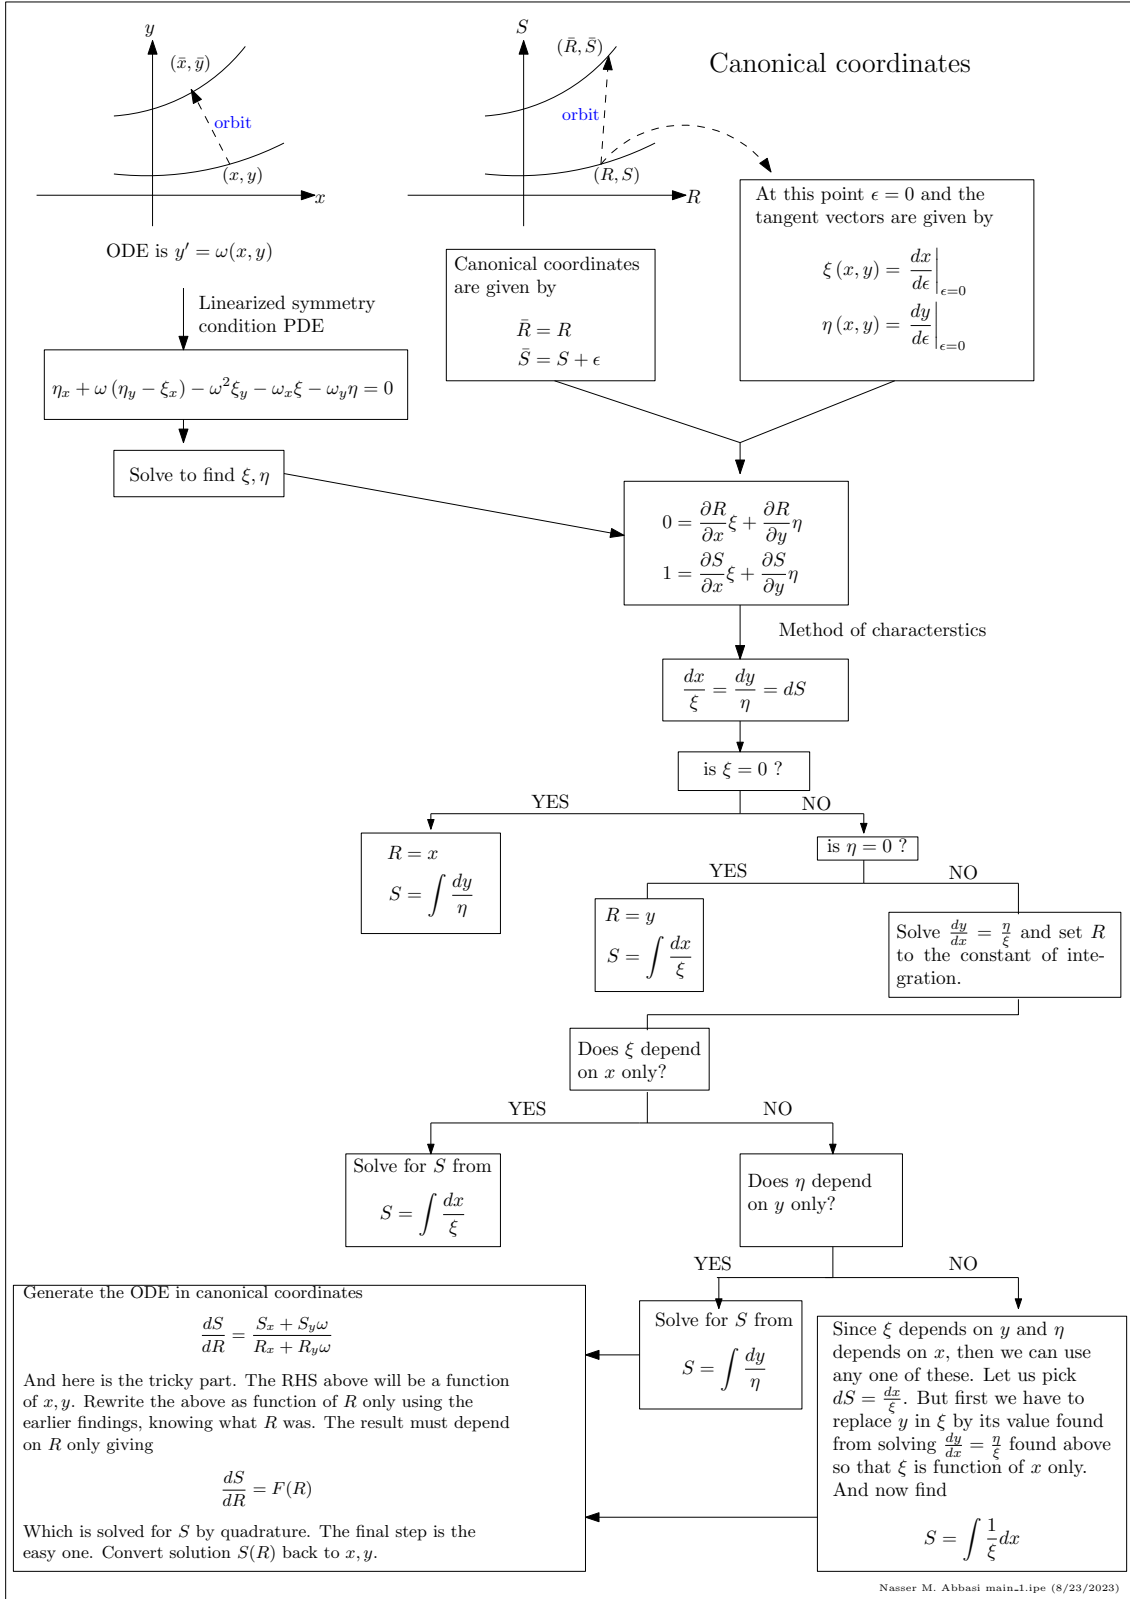 Canonical coordinates
y
(x̄, ȳ)
orbit
(x, y)
x
S
(R̄, S̄)
orbit
(R, S)
R
ODE is y′ = ω(x, y)
Linearized symmetry
condition PDE
η_x + ω (η_y − ξ_x) − ω²ξ_y − ω_xξ − ω_yη = 0
Solve to find ξ, η
Canonical coordinates
are given by
R̄ = R
S̄ = S + ϵ
At this point ϵ = 0 and the
tangent vectors are given by
ξ (x, y) = dx/dϵ |_{ϵ=0}
η (x, y) = dy/dϵ |_{ϵ=0}
0 = ∂R/∂x ξ + ∂R/∂y η
1 = ∂S/∂x ξ + ∂S/∂y η
Method of characterstics
dx/ξ = dy/η = dS
is ξ = 0 ?
YES
NO
R = x
S = ∫ dy/η
is η = 0 ?
YES
NO
R = y
S = ∫ dx/ξ
Solve dy/dx = η/ξ and set R
to the constant of inte-
gration.
Does ξ depend
on x only?
YES
NO
Solve for S from
S = ∫ dx/ξ
Does η depend
on y only?
YES
NO
Solve for S from
S = ∫ dy/η
Since ξ depends on y and η
depends on x, then we can use
any one of these. Let us pick
dS = dx/ξ. But first we have to
replace y in ξ by its value found
from solving dy/dx = η/ξ found above
so that ξ is function of x only.
And now find
S = ∫ 1/ξ dx
Generate the ODE in canonical coordinates
dS/dR = (S_x + S_yω)/(R_x + R_yω)
And here is the tricky part. The RHS above will be a function
of x, y. Rewrite the above as function of R only using the
earlier findings, knowing what R was. The result must depend
on R only giving
dS/dR = F(R)
Which is solved for S by quadrature. The final step is the
easy one. Convert solution S(R) back to x, y.
Nasser M. Abbasi main_1.ipe (8/23/2023)